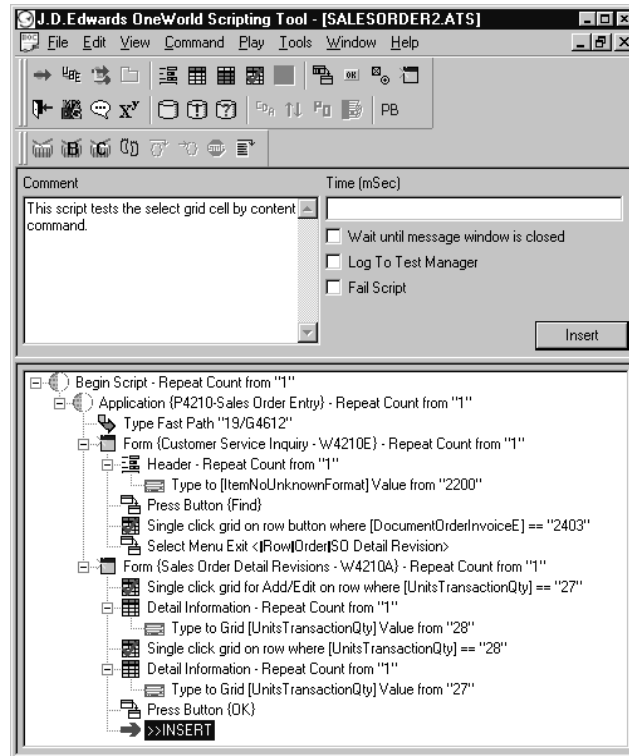 J.D.Edwards OneWorld Scripting Tool - [SALESORDER2.ATS]
File Edit View Command Play Tools Window Help
UBE OK
x^y T ? EDA PO PB
B C
Comment
Time (mSec)
This script tests the select grid cell by content
command.
Wait until message window is closed
Log To Test Manager
Fail Script
Insert
Begin Script - Repeat Count from "1"
Application {P4210-Sales Order Entry} - Repeat Count from "1"
Type Fast Path "19/G4612"
Form {Customer Service Inquiry - W4210E} - Repeat Count from "1"
Header - Repeat Count from "1"
Type to [ItemNoUnknownFormat] Value from "2200"
Press Button {Find}
Single click grid on row button where [DocumentOrderInvoiceE] == "2403"
Select Menu Exit <|Row|Order|SO Detail Revision>
Form {Sales Order Detail Revisions - W4210A} - Repeat Count from "1"
Single click grid for Add/Edit on row where [UnitsTransactionQty] == "27"
Detail Information - Repeat Count from "1"
Type to Grid [UnitsTransactionQty] Value from "28"
Single click grid on row where [UnitsTransactionQty] == "28"
Detail Information - Repeat Count from "1"
Type to Grid [UnitsTransactionQty] Value from "27"
Press Button {OK}
>>INSERT